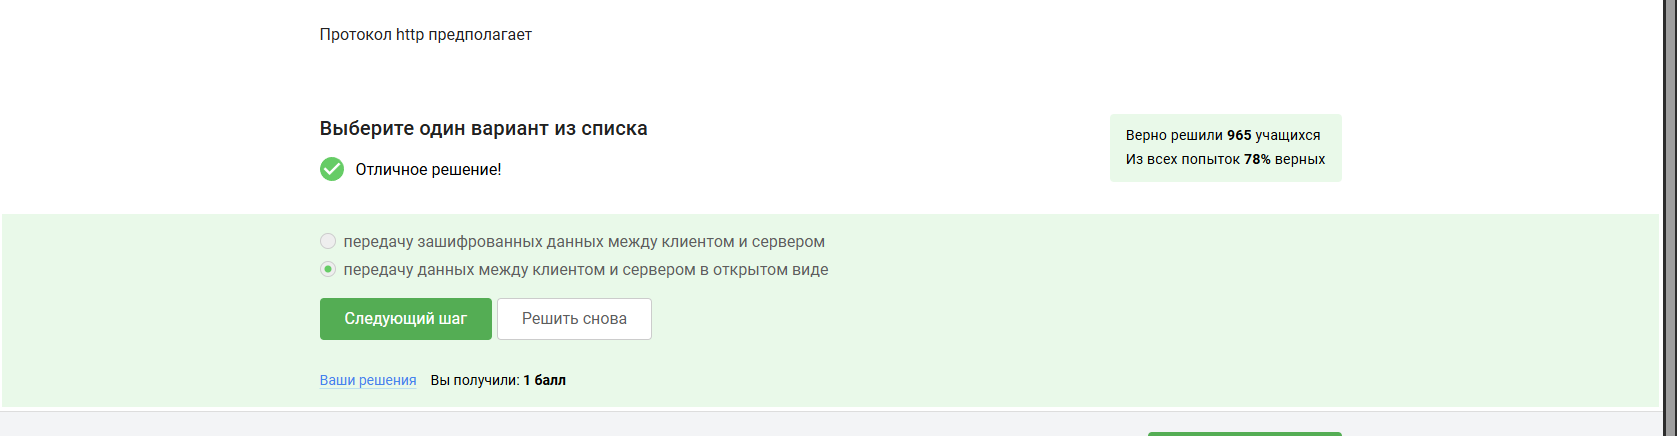 Протокол http предполагает
Выберите один вариант из списка
Отличное решение!
Верно решили 965 учащихся
Из всех попыток 78% верных
передачу зашифрованных данных между клиентом и сервером
передачу данных между клиентом и сервером в открытом виде
Следующий шаг
Решить снова
Ваши решения
Вы получили: 1 балл